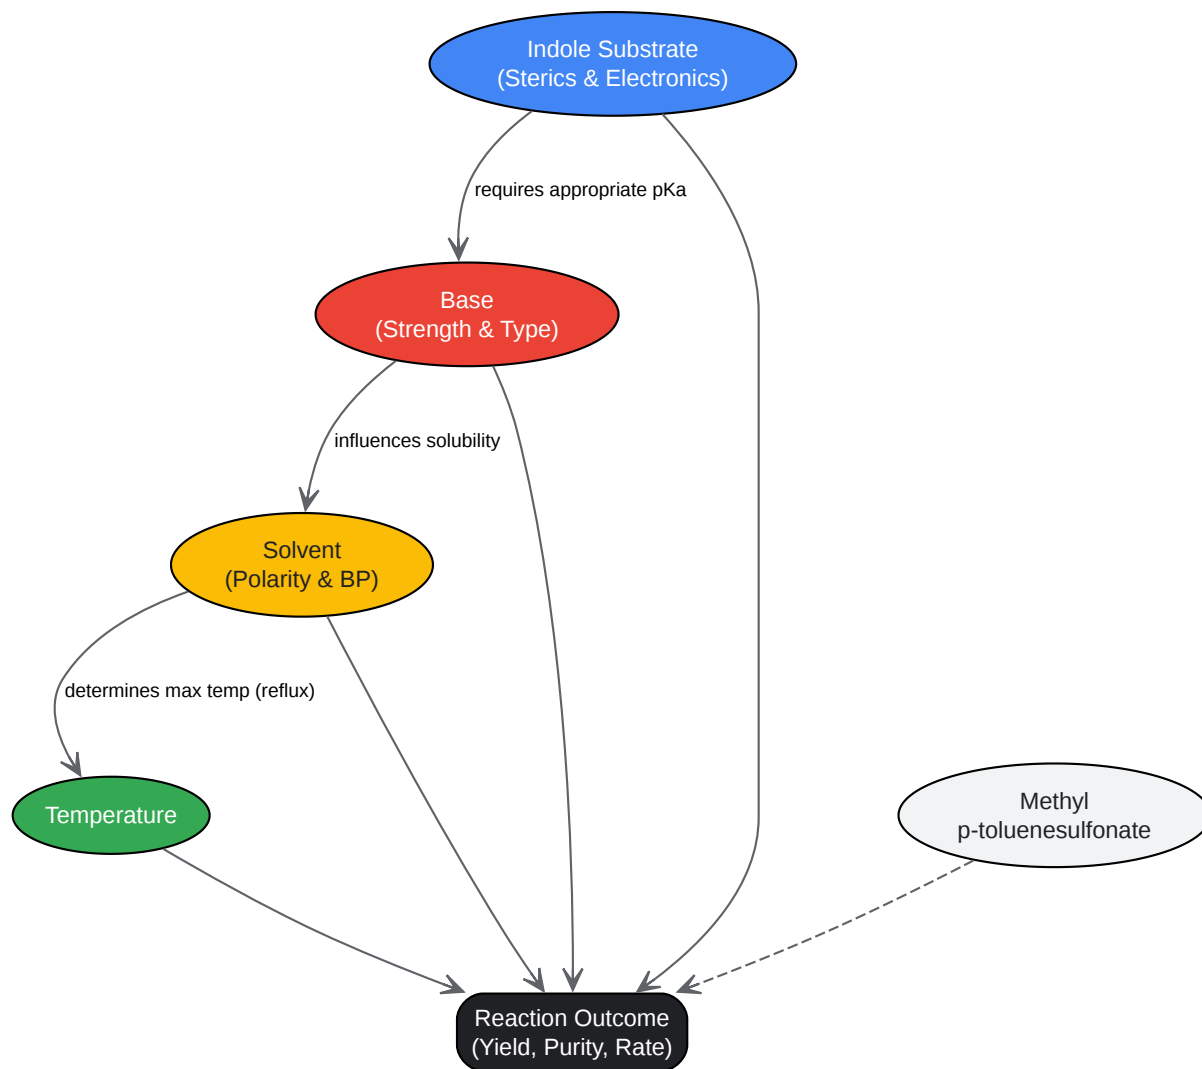 Indole Substrate
(Sterics & Electronics)
requires appropriate pKa
Base
(Strength & Type)
influences solubility
Solvent
(Polarity & BP)
determines max temp (reflux)
Temperature
Methyl
p-toluenesulfonate
Reaction Outcome
(Yield, Purity, Rate)